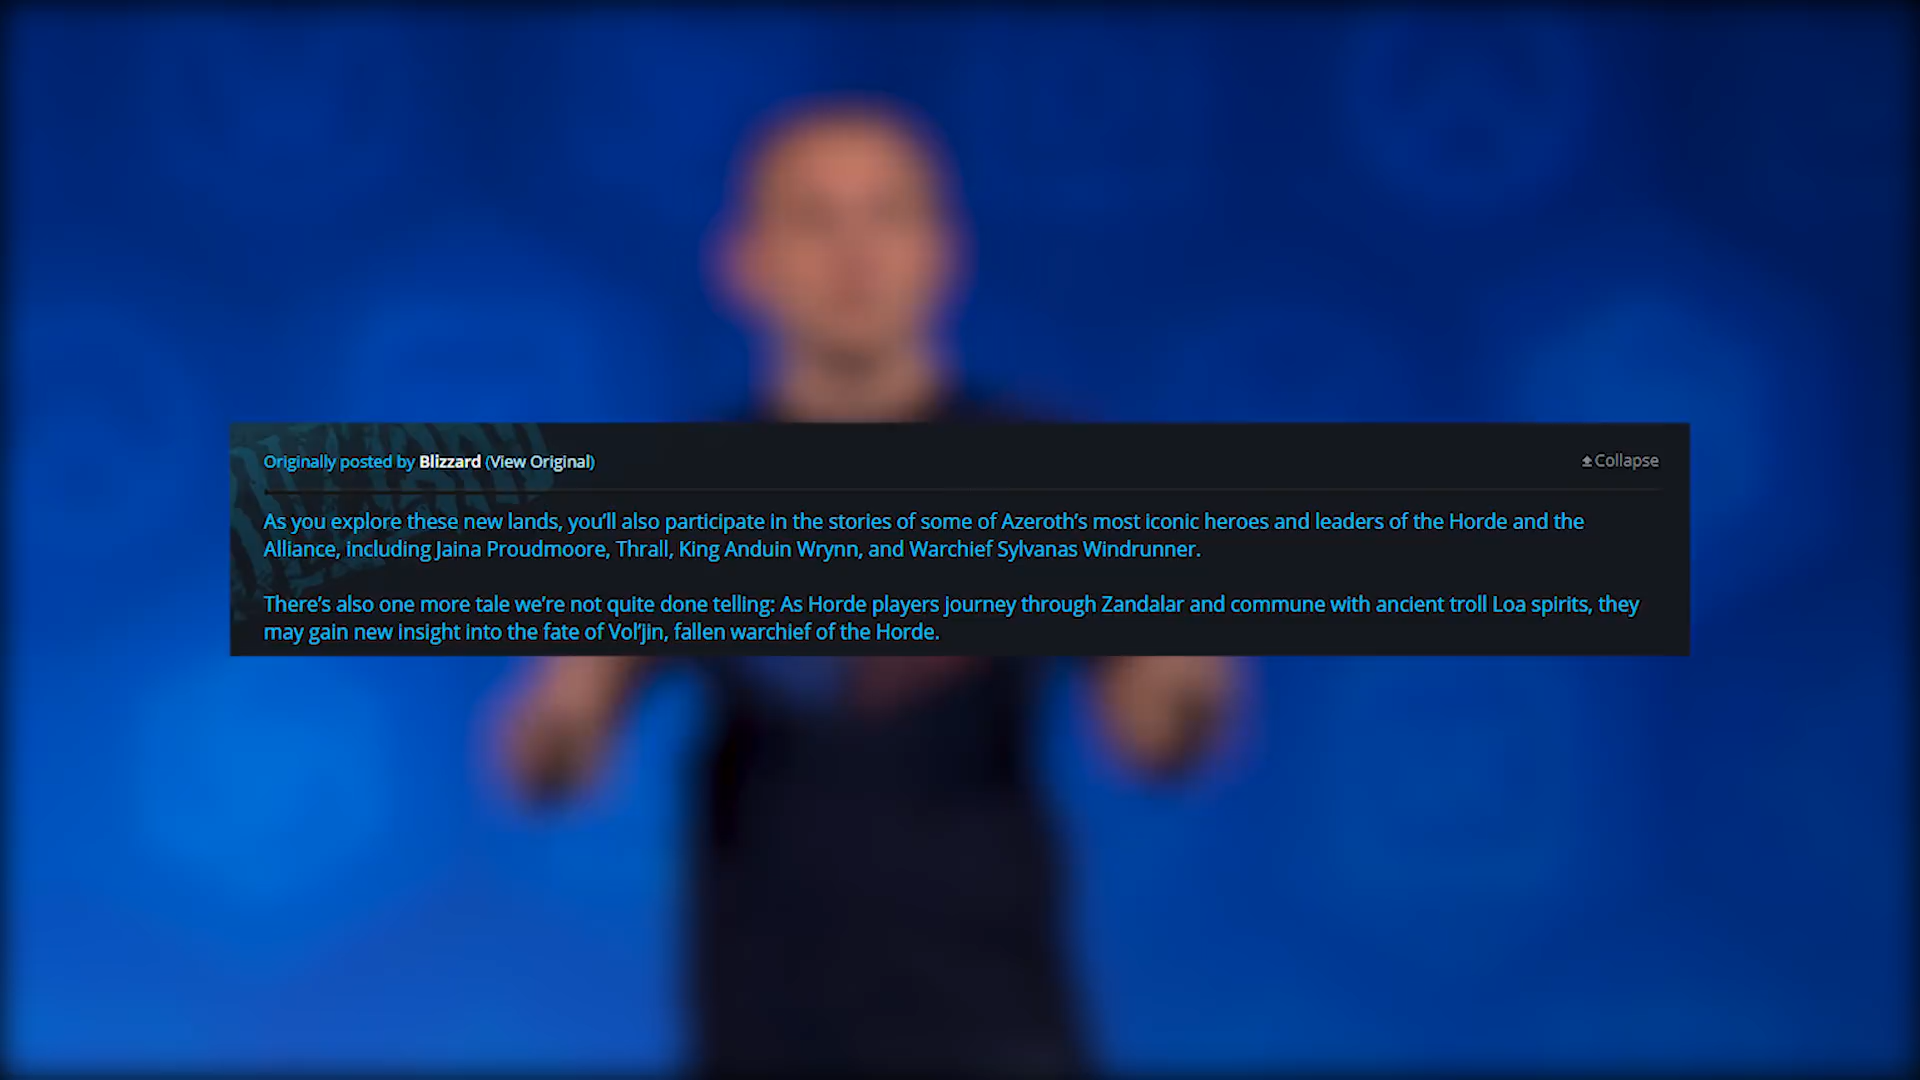 Originally posted by Blizzard (View Original)
Collapse
As you explore these new lands, you'll also participate in the stories of some of Azeroth's most iconic heroes and leaders of the Horde and the
Alliance, including Jaina Proudmoore, Thrall, King Anduin Wrynn, and Warchief Sylvanas Windrunner.
There's also one more tale we're not quite done telling: As Horde players journey through Zandalar and commune with ancient troll Loa spirits, they
may gain new insight into the fate of Vol'jin, fallen warchief of the Horde.